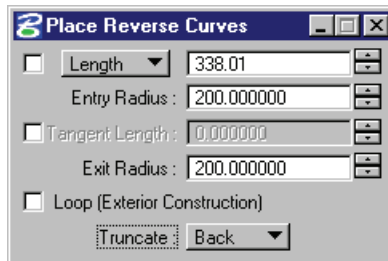 Place Reverse Curves
Length 338.01
Entry Radius : 200.000000
Tangent Length : 0.000000
Exit Radius : 200.000000
Loop (Exterior Construction)
Truncate : Back